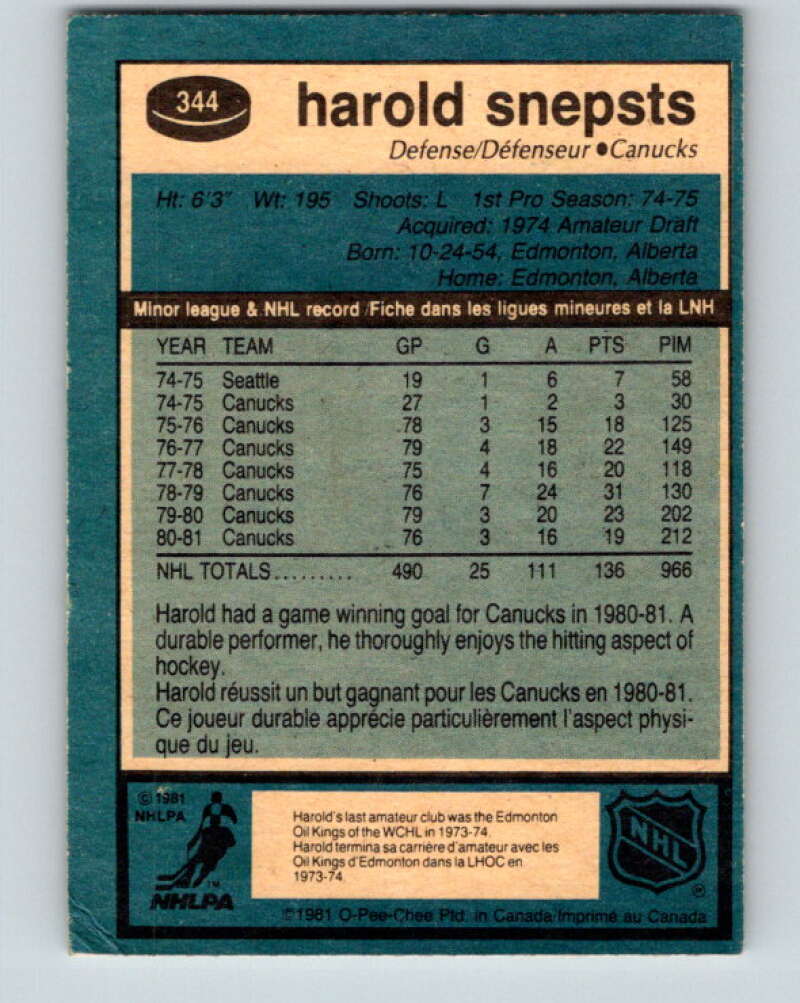 344
harold snepsts
Defense/Défenseur ●Canucks
Ht: 6'3" Wt: 195 Shoots: L 1st Pro Season: 74-75
Acquired: 1974 Amateur Draft
Born: 10-24-54, Edmonton, Alberta
Home: Edmonton, Alberta
Minor league & NHL record/Fiche dans les ligues mineures et la LNH
YEAR TEAM GP G A PTS PIM
74-75 Seattle 19 1 6 7 58
74-75 Canucks 27 1 2 3 30
75-76 Canucks 78 3 15 18 125
76-77 Canucks 79 4 18 22 149
77-78 Canucks 75 4 16 20 118
78-79 Canucks 76 7 24 31 130
79-80 Canucks 79 3 20 23 202
80-81 Canucks 76 3 16 19 212
NHL TOTALS......... 490 25 111 136 966
Harold had a game winning goal for Canucks in 1980-81. A
durable performer, he thoroughly enjoys the hitting aspect of
hockey.
Harold réussit un but gagnant pour les Canucks en 1980-81.
Ce joueur durable apprécie particulièrement l'aspect physi-
que du jeu.
©1981
NHLPA
TM
NHLPA
Harold's last amateur club was the Edmonton
Oil Kings of the WCHL in 1973-74.
Harold termina sa carrière d'amateur avec les
Oil Kings d'Edmonton dans la LHOC en
1973-74.
NHL
©1981 O-Pee-Chee Ptd. in Canada/Imprimé au Canada